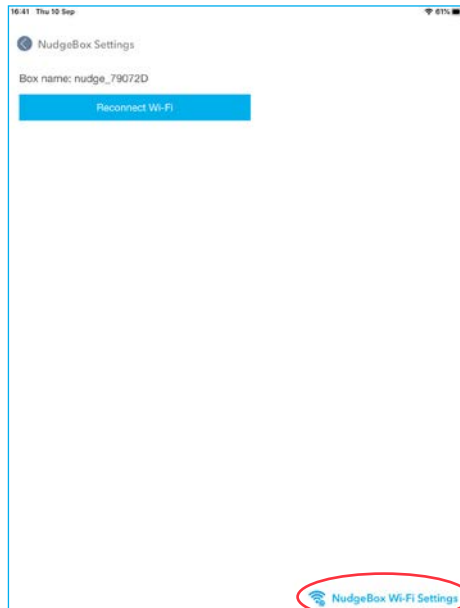 16:41 Thu 10 Sep 61%
NudgeBox Settings
Box name: nudge_79072D
Reconnect Wi-Fi
NudgeBox Wi-Fi Settings